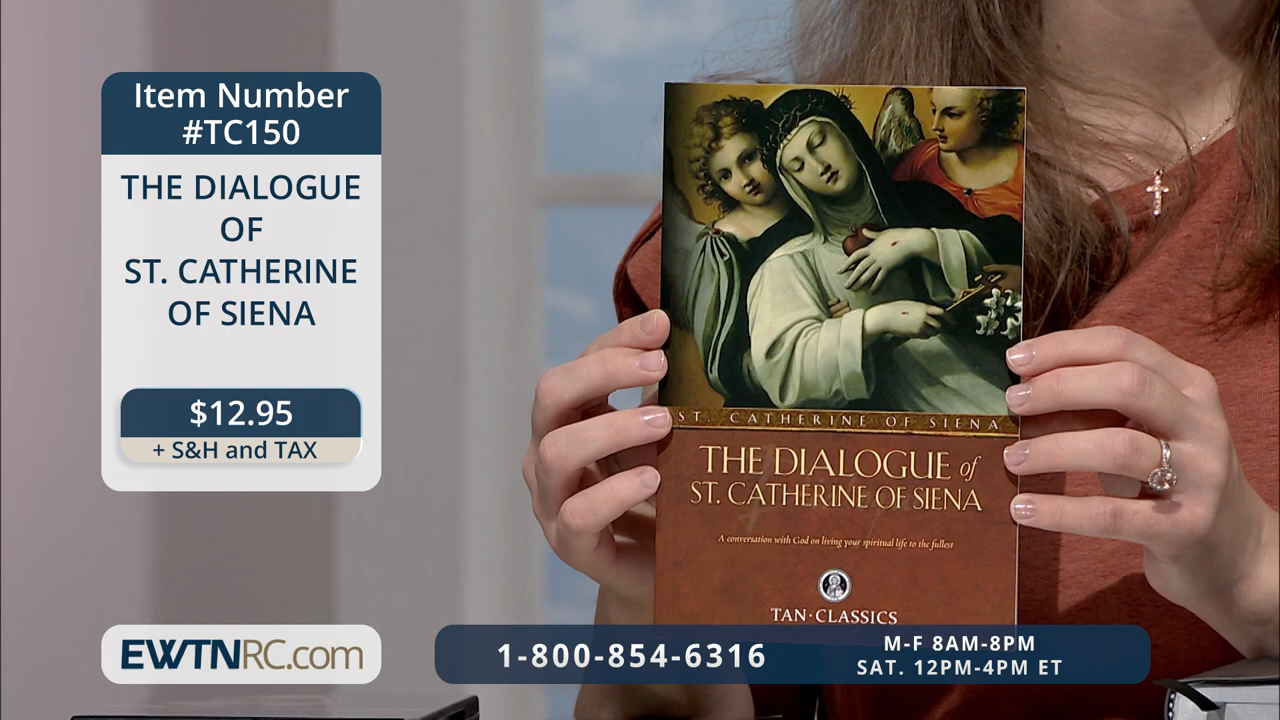 Item Number
#TC150
THE DIALOGUE
OF
ST. CATHERINE
OF SIENA
$12.95
+ S&H and TAX
ST. CATHERINE OF SIENA
THE DIALOGUE of
ST. CATHERINE OF SIENA
A conversation with God on living your spiritual life to the fullest
TAN·CLASSICS
EWTNRC.com
1-800-854-6316
M-F 8AM-8PM
SAT. 12PM-4PM ET